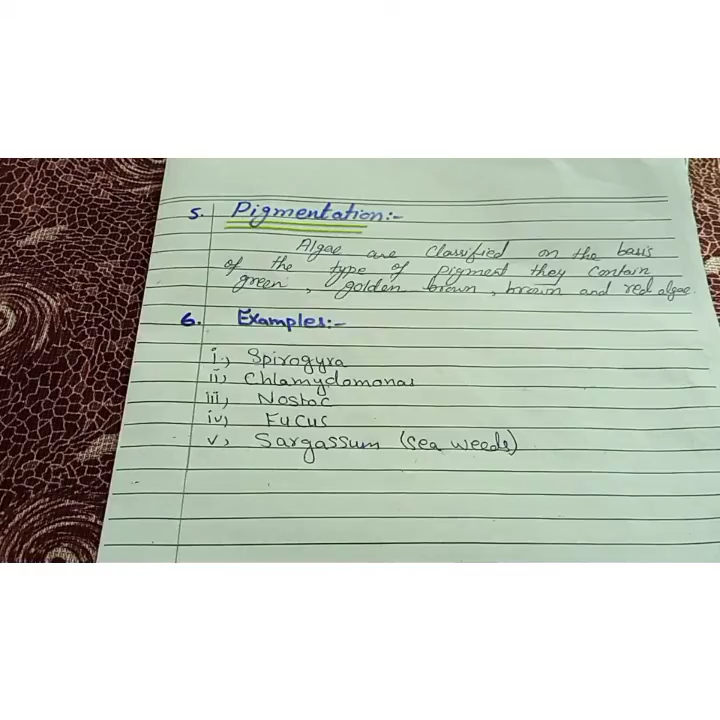 5. Pigmentation:-
Algae are classified on the basis
of the type of pigment they contain
green, golden brown, brown and red algae.
6. Examples:-
i, Spirogyra
ii, Chlamydomonas
iii, Nostoc
iv, Fucus
v, Sargassum (sea weeds)